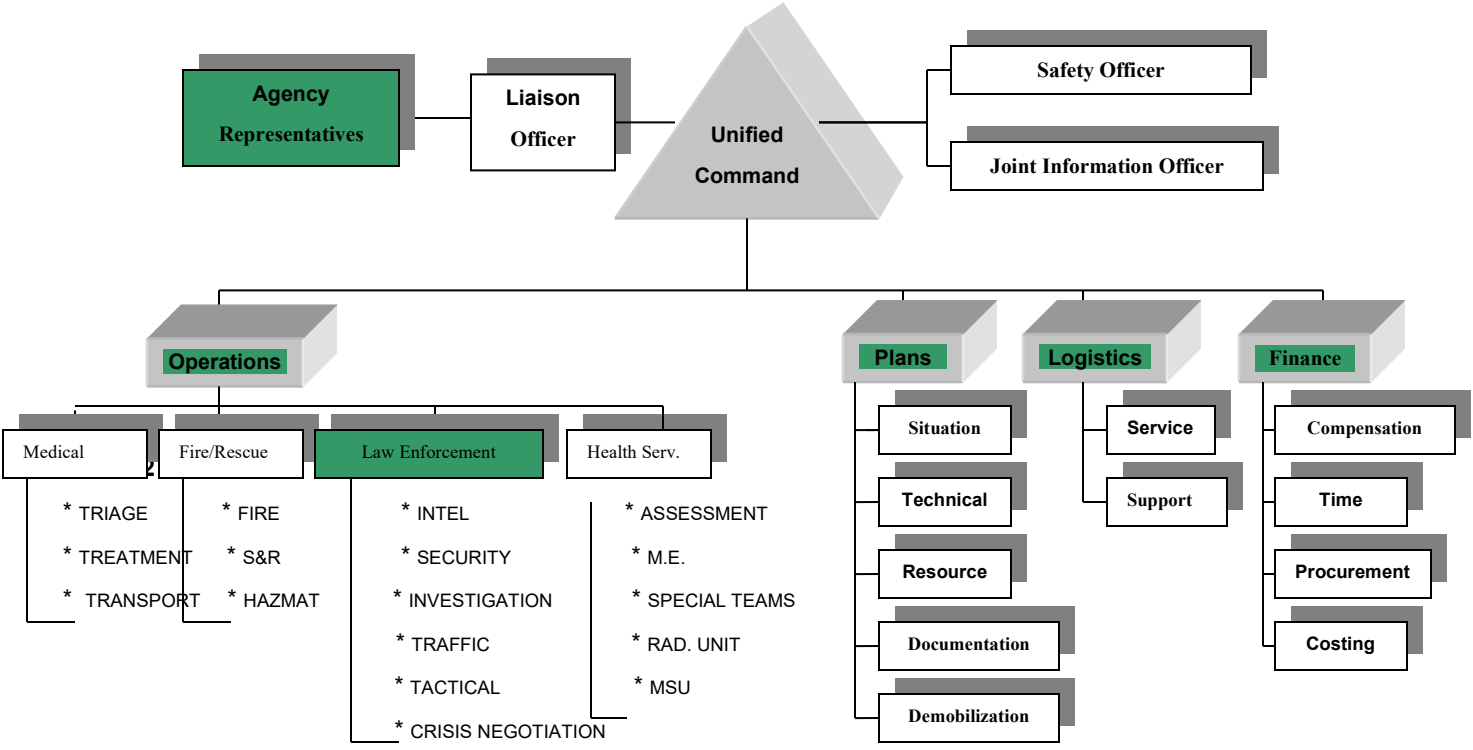 Agency
Representatives
Liaison
Officer
Unified
Command
Safety Officer
Joint Information Officer
Operations
Plans
Logistics
Finance
Medical
2
Fire/Rescue
Law Enforcement
Health Serv.
* TRIAGE
* TREATMENT
* TRANSPORT
* FIRE
* S&R
* HAZMAT
* INTEL
* SECURITY
* INVESTIGATION
* TRAFFIC
* TACTICAL
* CRISIS NEGOTIATION
* ASSESSMENT
* M.E.
* SPECIAL TEAMS
* RAD. UNIT
* MSU
Situation
Technical
Resource
Documentation
Demobilization
Service
Support
Compensation
Time
Procurement
Costing